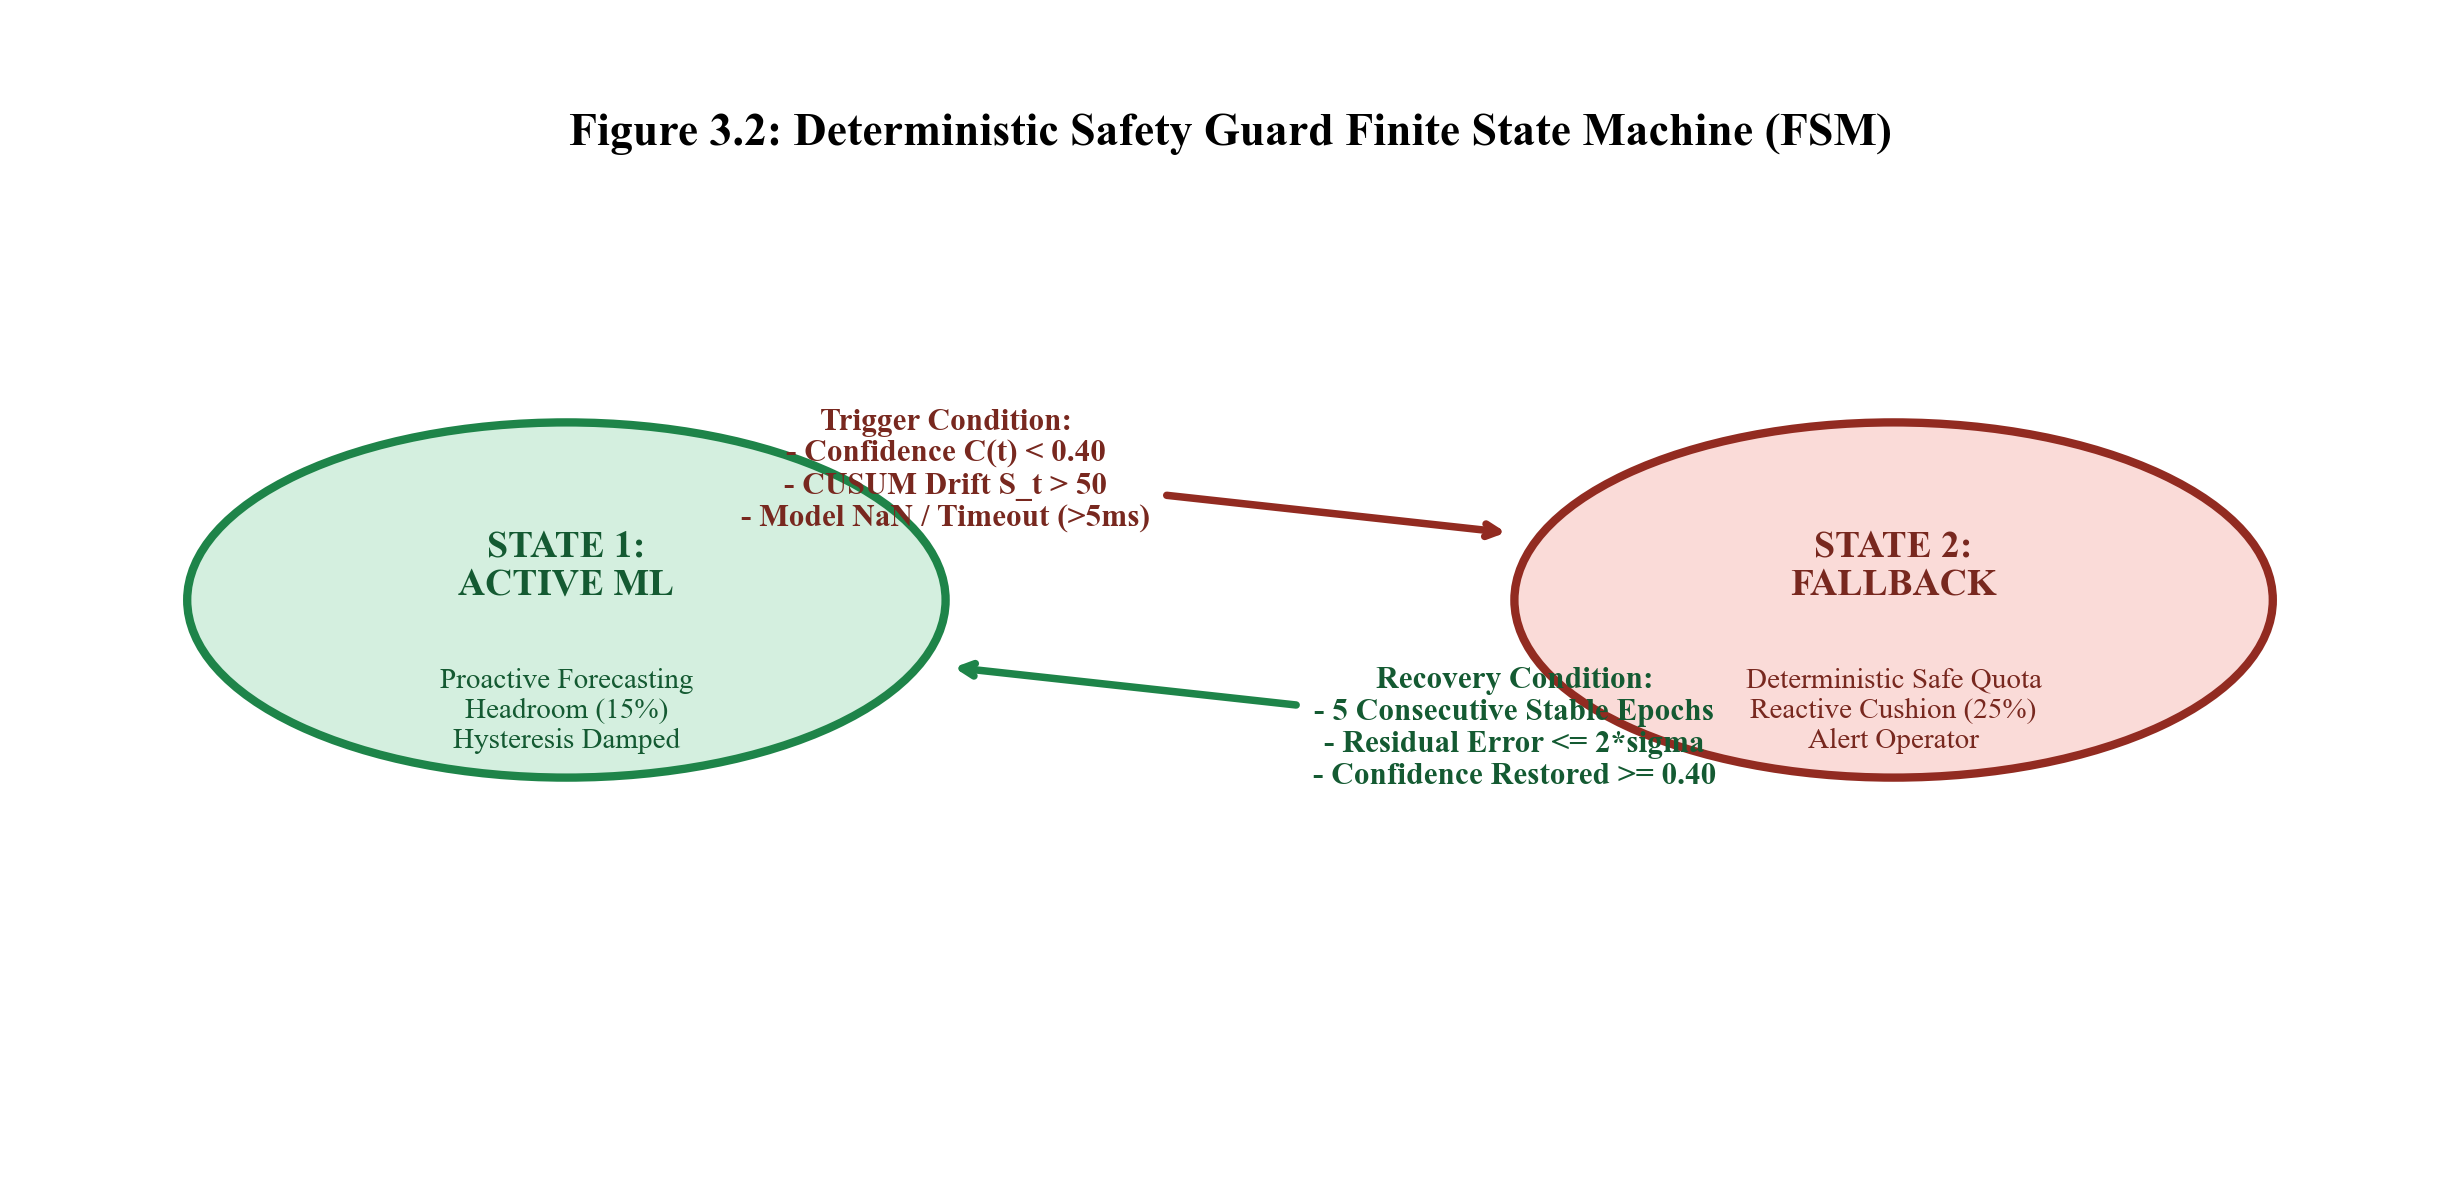 Figure 3.2: Deterministic Safety Guard Finite State Machine (FSM)
Trigger Condition:
- Confidence C(t) < 0.40
- CUSUM Drift S_t > 50
- Model NaN / Timeout (>5ms)
STATE 1:
ACTIVE ML
Proactive Forecasting
Headroom (15%)
Hysteresis Damped
STATE 2:
FALLBACK
Deterministic Safe Quota
Reactive Cushion (25%)
Alert Operator
Recovery Condition:
- 5 Consecutive Stable Epochs
- Residual Error <= 2*sigma
- Confidence Restored >= 0.40